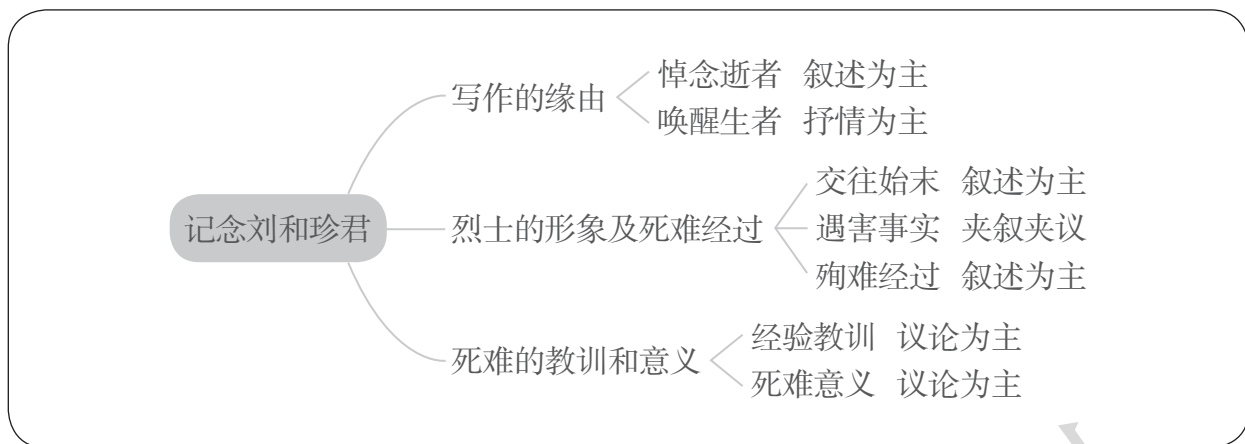 记念刘和珍君
写作的缘由
悼念逝者 叙述为主
唤醒生者 抒情为主
烈士的形象及死难经过
交往始末 叙述为主
遇害事实 夹叙夹议
殉难经过 叙述为主
死难的教训和意义
经验教训 议论为主
死难意义 议论为主